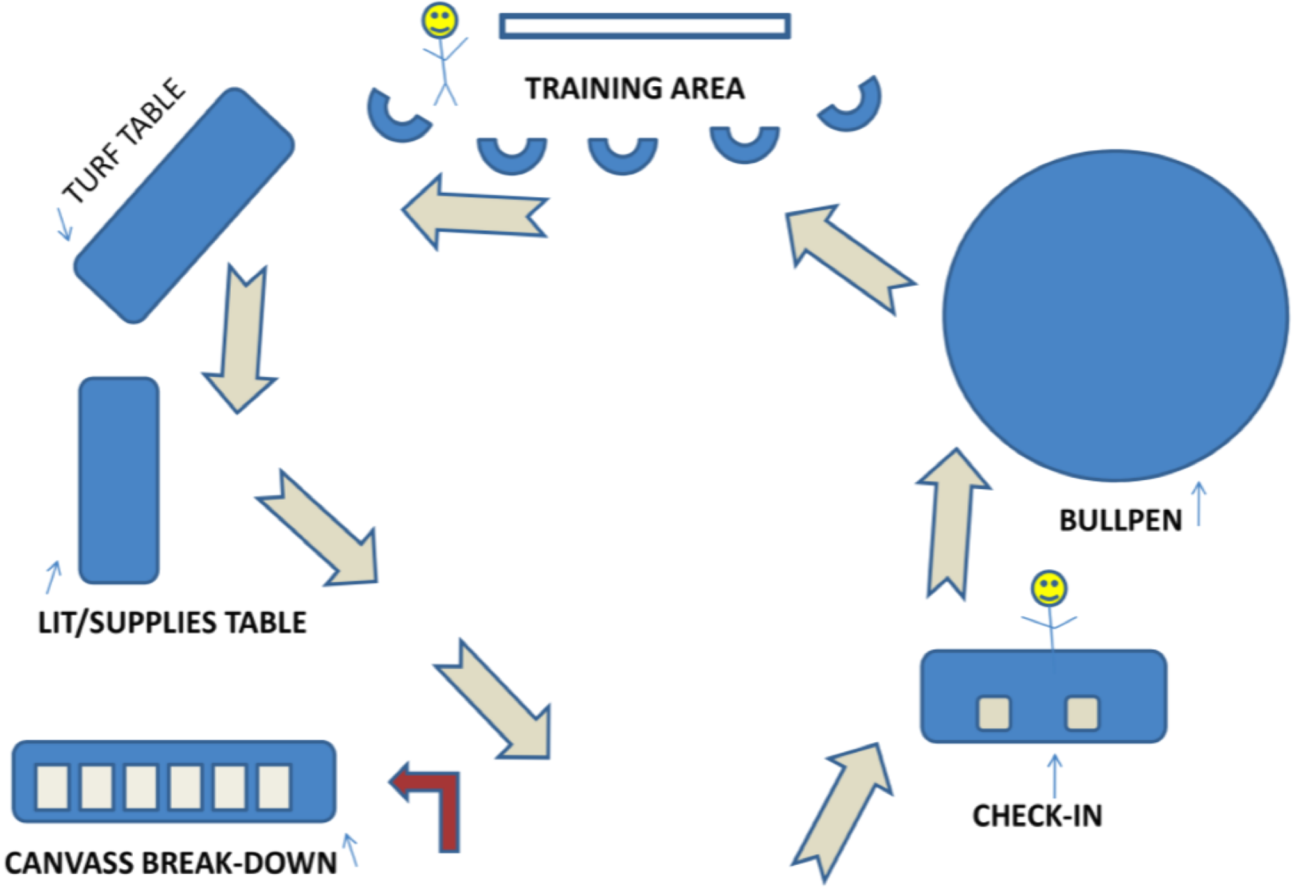 TRAINING AREA
TURF TABLE
BULLPEN
LIT/SUPPLIES TABLE
CHECK-IN
CANVASS BREAK-DOWN